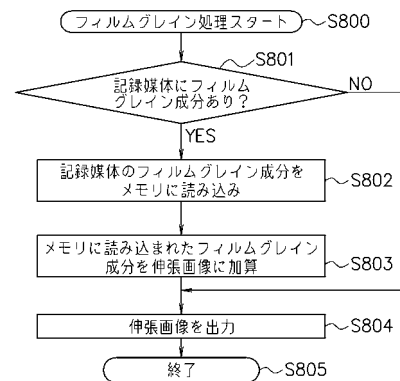 フィルムグレイン処理スタート
S800
S801
記録媒体にフィルム
グレイン成分あり？
NO
YES
記録媒体のフィルムグレイン成分を
メモリに読み込み
S802
メモリに読み込まれたフィルムグレイン
成分を伸張画像に加算
S803
伸張画像を出力
S804
終了
S805